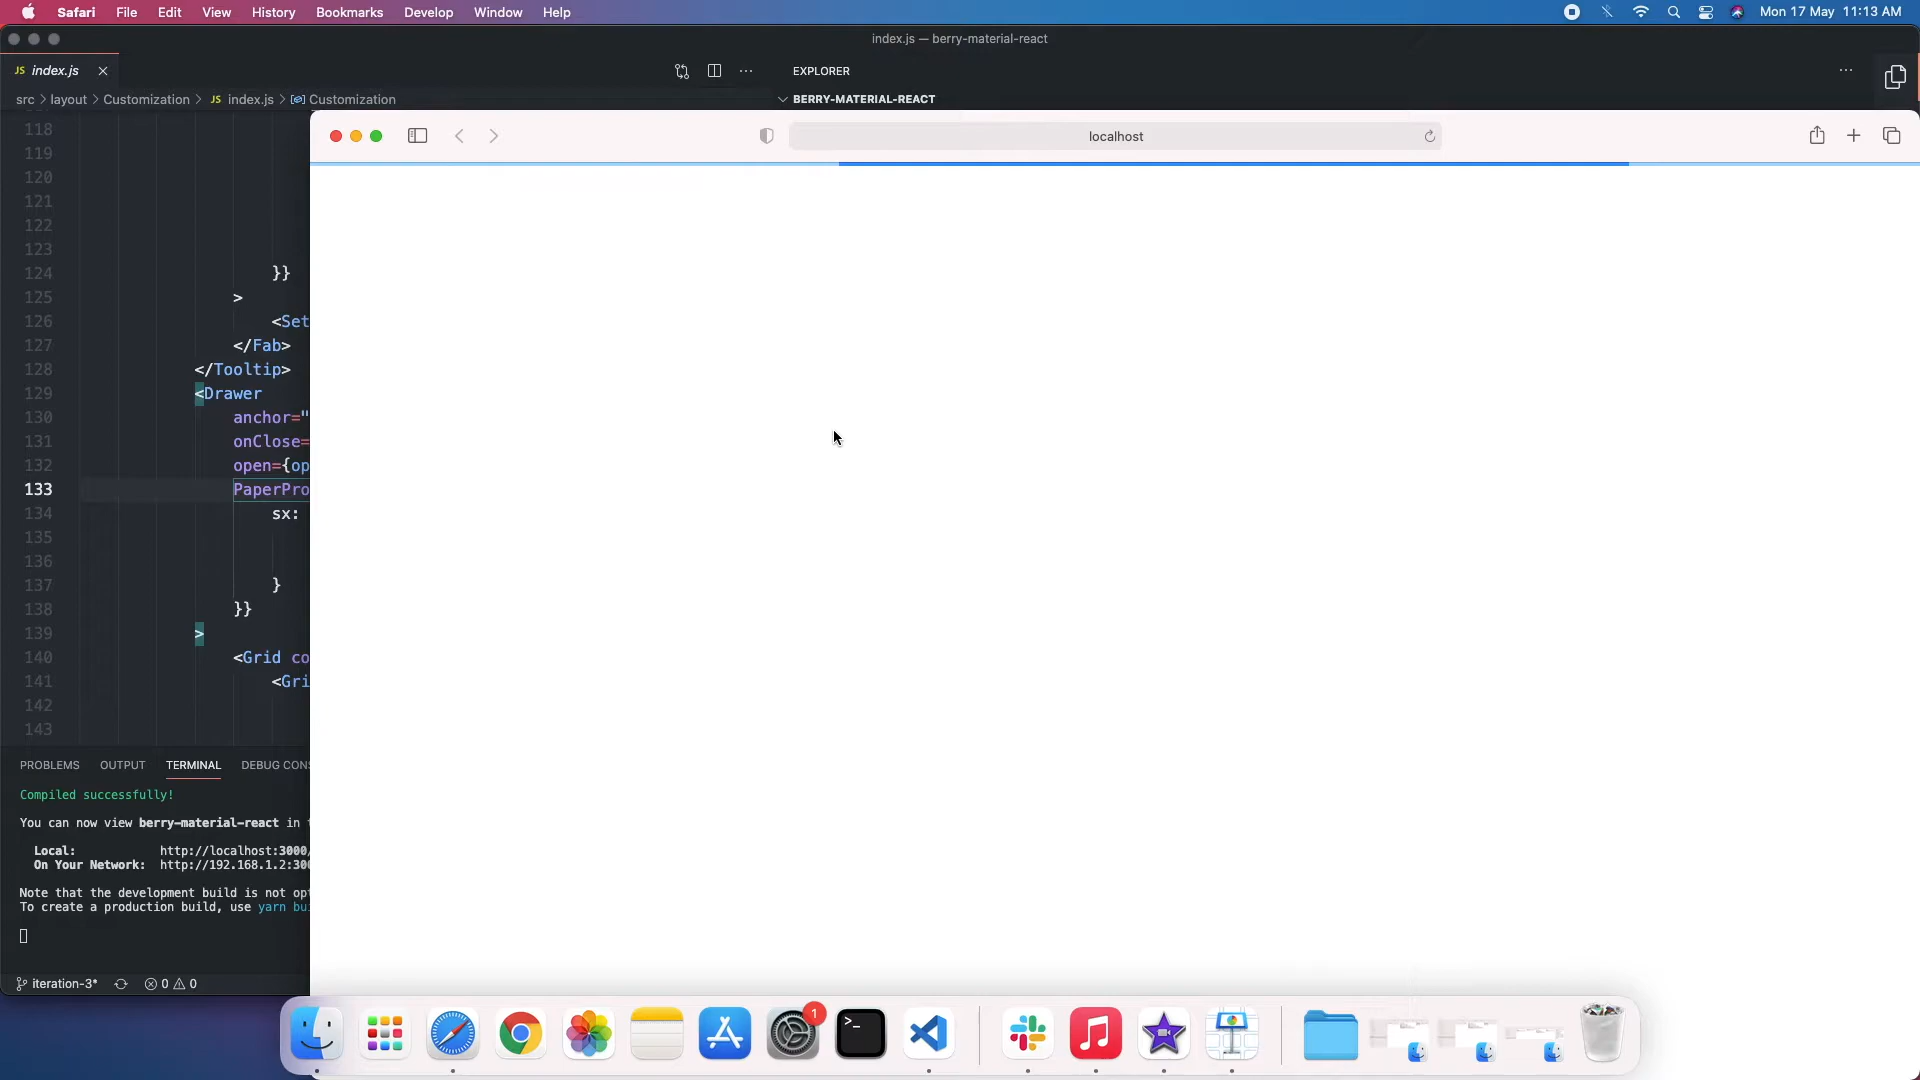 Safari File Edit View History Bookmarks Develop Window Help Mon 17 May 11:13 AM
index.js — berry-material-react
JS index.js
EXPLORER
src > layout > Customization > JS index.js > Customization
BERRY-MATERIAL-REACT
localhost
118
119
120
121
122
123
124 }}
125 >
126 <Set
127 </Fab>
128 </Tooltip>
129 <Drawer
130 anchor="
131 onClose=
132 open={op
133 PaperPro
134 sx:
135
136
137 }
138 }}
139 >
140 <Grid co
141 <Gri
142
143
PROBLEMS OUTPUT TERMINAL DEBUG CON
Compiled successfully!
You can now view berry-material-react in
Local: http://localhost:3000
On Your Network: http://192.168.1.2:300
Note that the development build is not opt
To create a production build, use yarn bu
iteration-3* 0 0
1